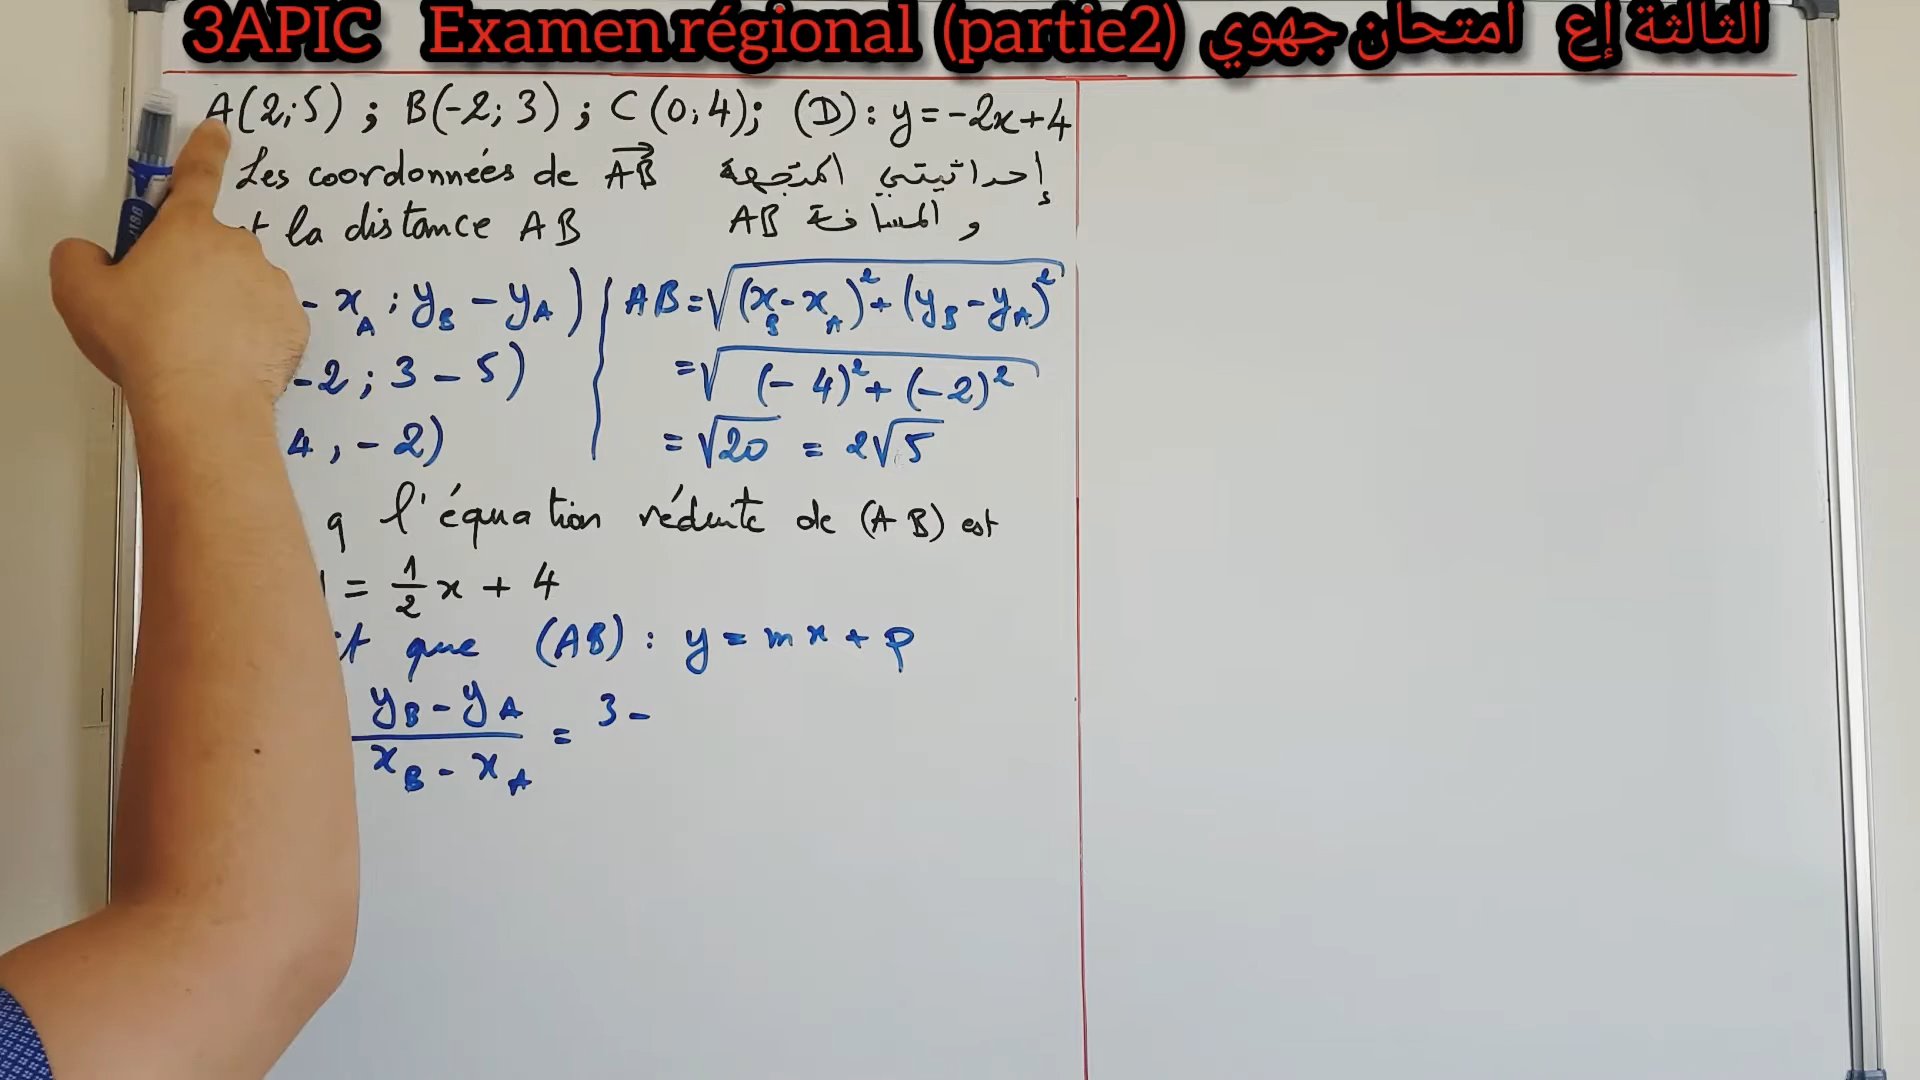 3APIC Examen régional (partie2) الثالثة إع امتحان جهوي
A(2;5) ; B(-2;3) ; C(0;4); (D): y=-2x+4
Les coordonnées de \overrightarrow{AB} إحداثيتي المتجهة
la distance AB و المسافة AB
- x_A ; y_B - y_A) AB=√((x_B-x_A)²+(y_B-y_A)²)
-2 ; 3 - 5) =√((-4)²+(-2)²)
4 , -2) = √20 = 2√5
q l'équation réduite de (AB) est
= 1/2 x + 4
que (AB) : y = mx + p
(y_B - y_A)/(x_B - x_A) = 3 -